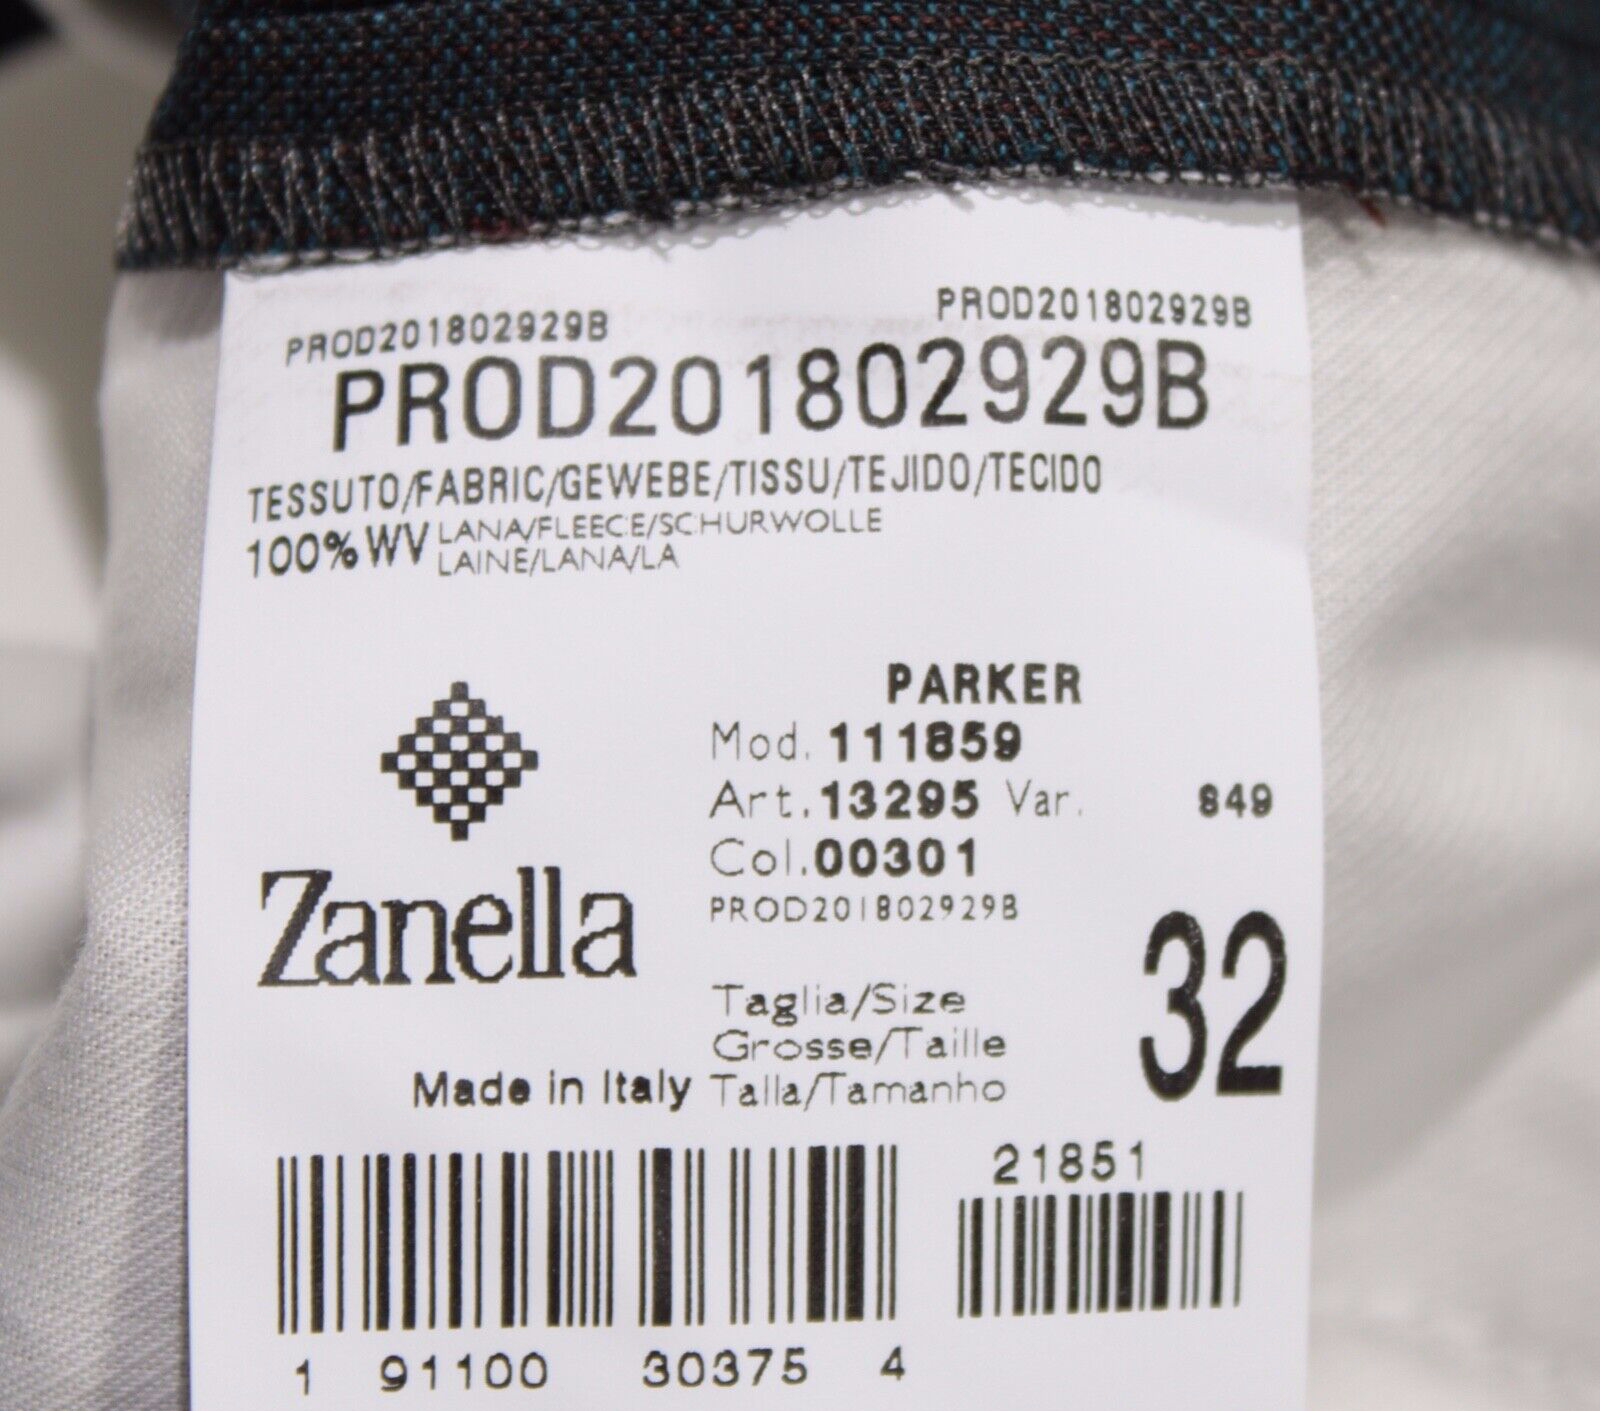 PROD201802929B
PROD201802929B
PROD201802929B
TESSUTO/FABRIC/GEWEBE/TISSU/TEJIDO/TECIDO
100% WV LANA/FLEECE/SCHURWOLLE
LAINE/LANA/LA
PARKER
Mod. 111859
Art. 13295 Var. 849
Col. 00301
PROD201802929B
Zanella
Taglia/Size
Grosse/Taille
Talla/Tamanho
32
Made in Italy
21851
1 91100 30375 4